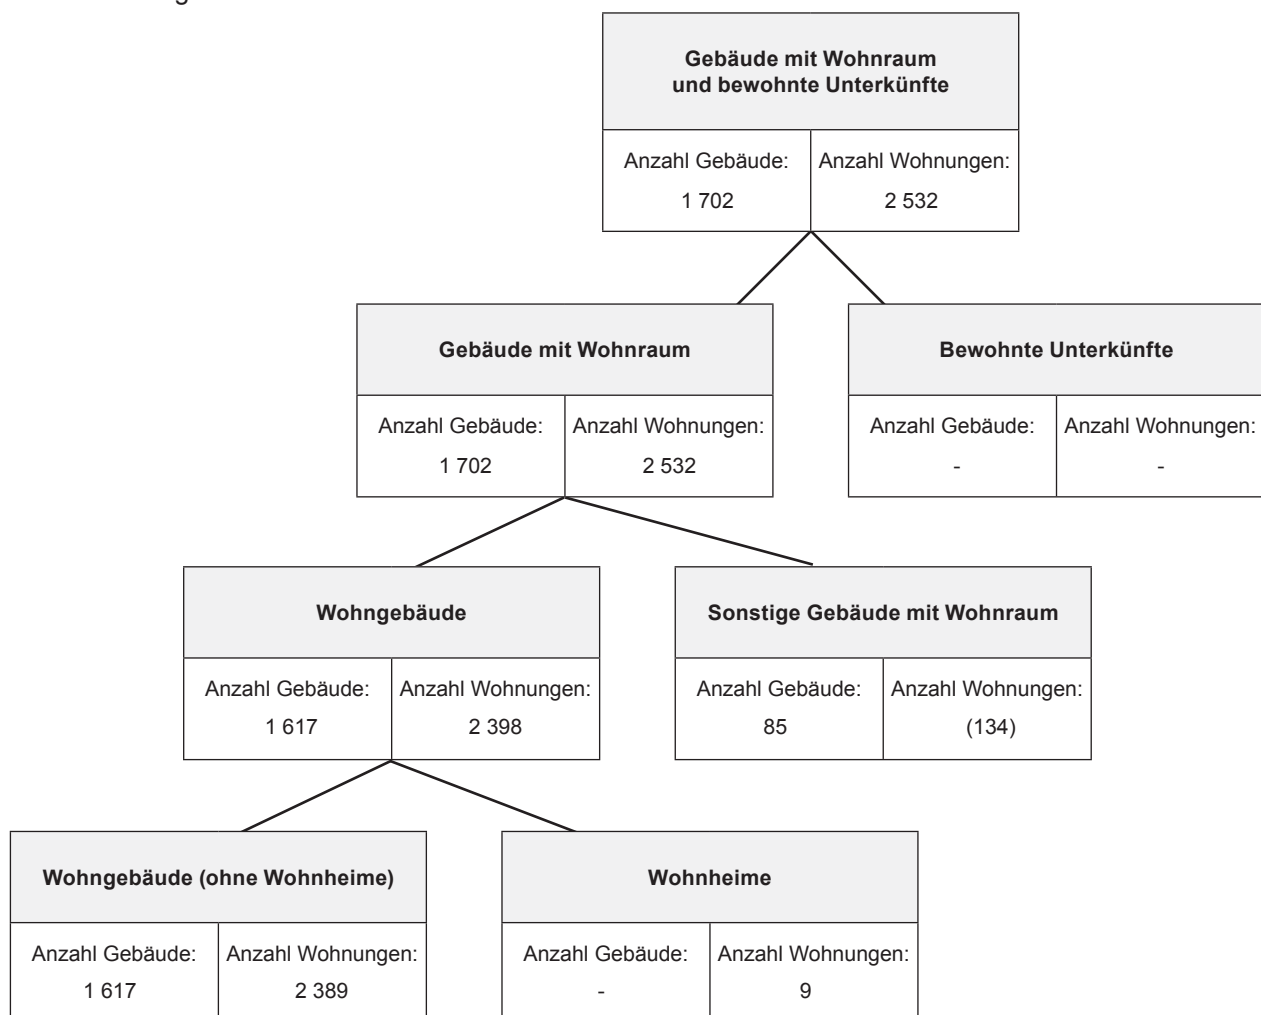 Gebäude mit Wohnraum
und bewohnte Unterkünfte
Anzahl Gebäude: Anzahl Wohnungen:
1 702 2 532
Gebäude mit Wohnraum
Anzahl Gebäude: Anzahl Wohnungen:
1 702 2 532
Bewohnte Unterkünfte
Anzahl Gebäude: Anzahl Wohnungen:
- -
Wohngebäude
Anzahl Gebäude: Anzahl Wohnungen:
1 617 2 398
Sonstige Gebäude mit Wohnraum
Anzahl Gebäude: Anzahl Wohnungen:
85 (134)
Wohngebäude (ohne Wohnheime)
Anzahl Gebäude: Anzahl Wohnungen:
1 617 2 389
Wohnheime
Anzahl Gebäude: Anzahl Wohnungen:
- 9